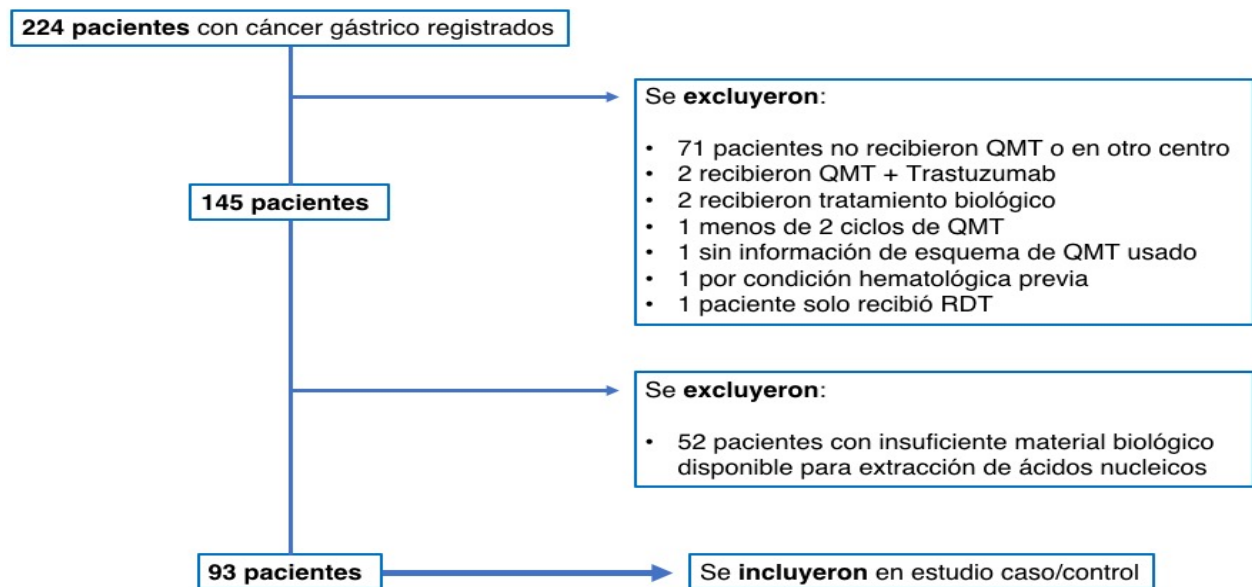 224 pacientes con cáncer gástrico registrados
Se excluyeron:
• 71 pacientes no recibieron QMT o en otro centro
• 2 recibieron QMT + Trastuzumab
• 2 recibieron tratamiento biológico
• 1 menos de 2 ciclos de QMT
• 1 sin información de esquema de QMT usado
• 1 por condición hematológica previa
• 1 paciente solo recibió RDT
145 pacientes
Se excluyeron:
• 52 pacientes con insuficiente material biológico
disponible para extracción de ácidos nucleicos
93 pacientes
Se incluyeron en estudio caso/control